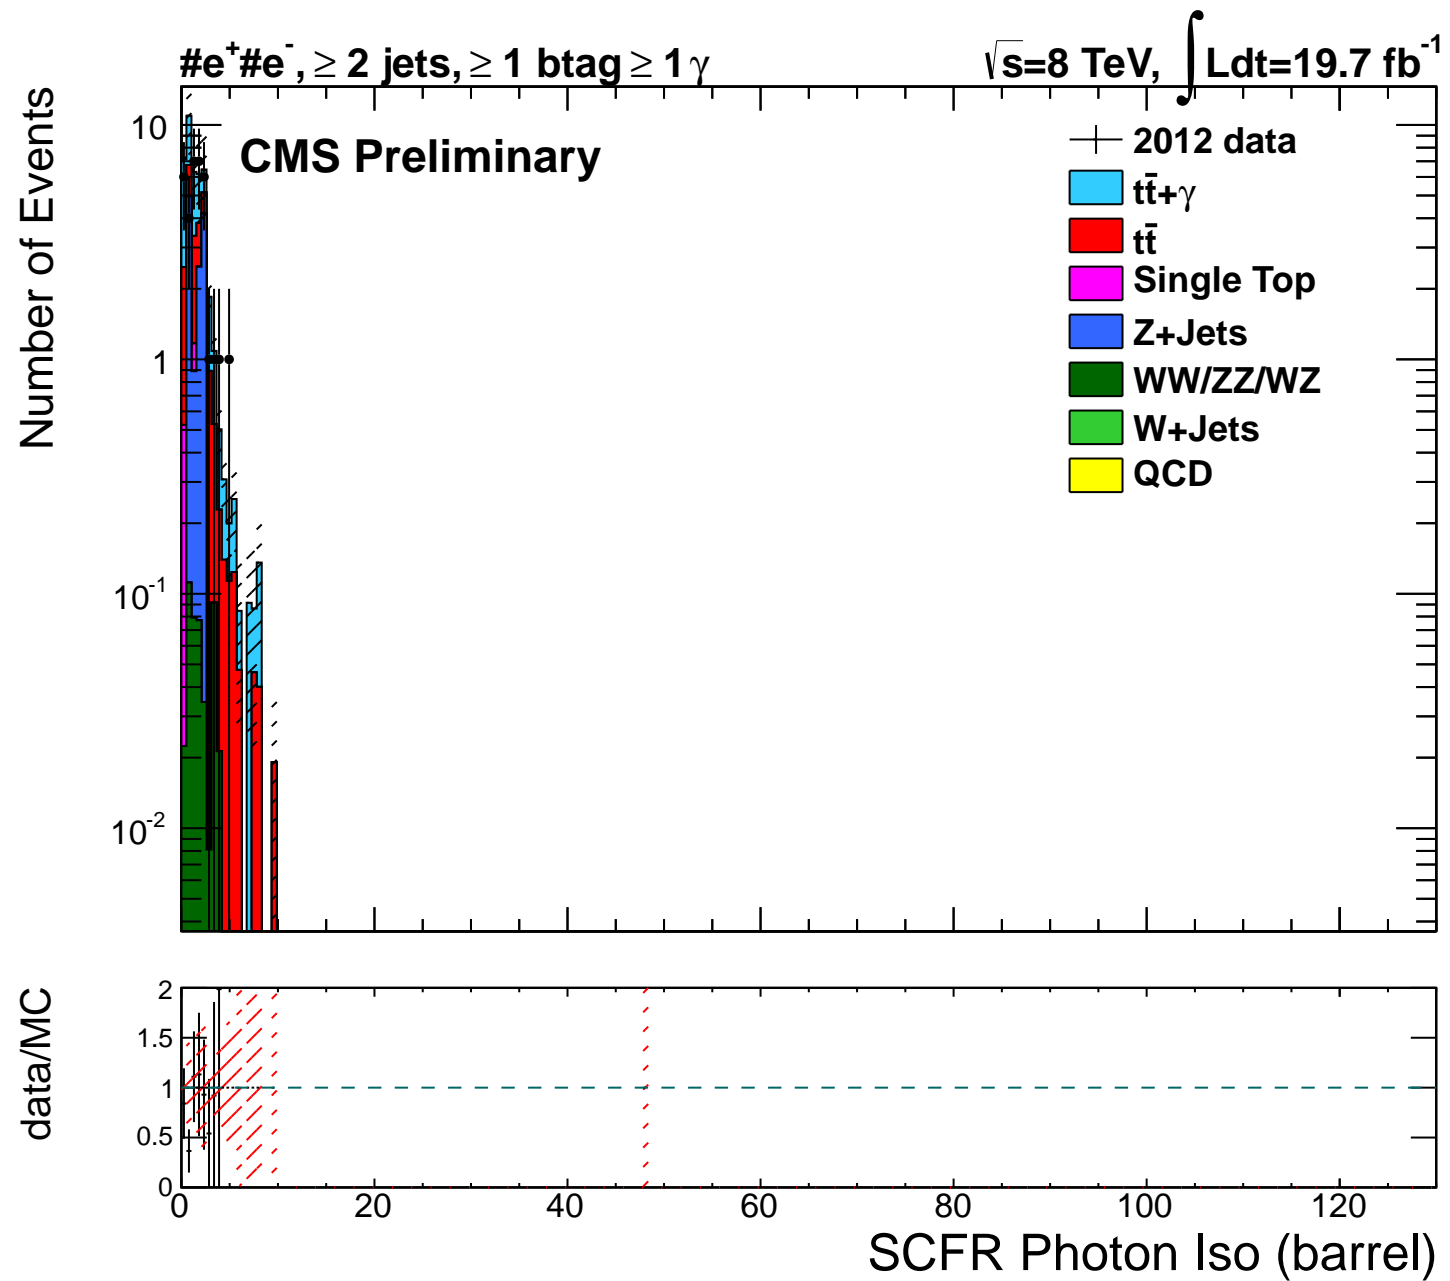 #e⁺#e⁻, ≥ 2 jets, ≥ 1 btag ≥ 1 γ
√s=8 TeV, ∫Ldt=19.7 fb⁻¹
CMS Preliminary
Number of Events
10
1
10⁻¹
10⁻²
2012 data
tt̄+γ
tt̄
Single Top
Z+Jets
WW/ZZ/WZ
W+Jets
QCD
data/MC
2
1.5
1
0.5
0
0 20 40 60 80 100 120
SCFR Photon Iso (barrel)